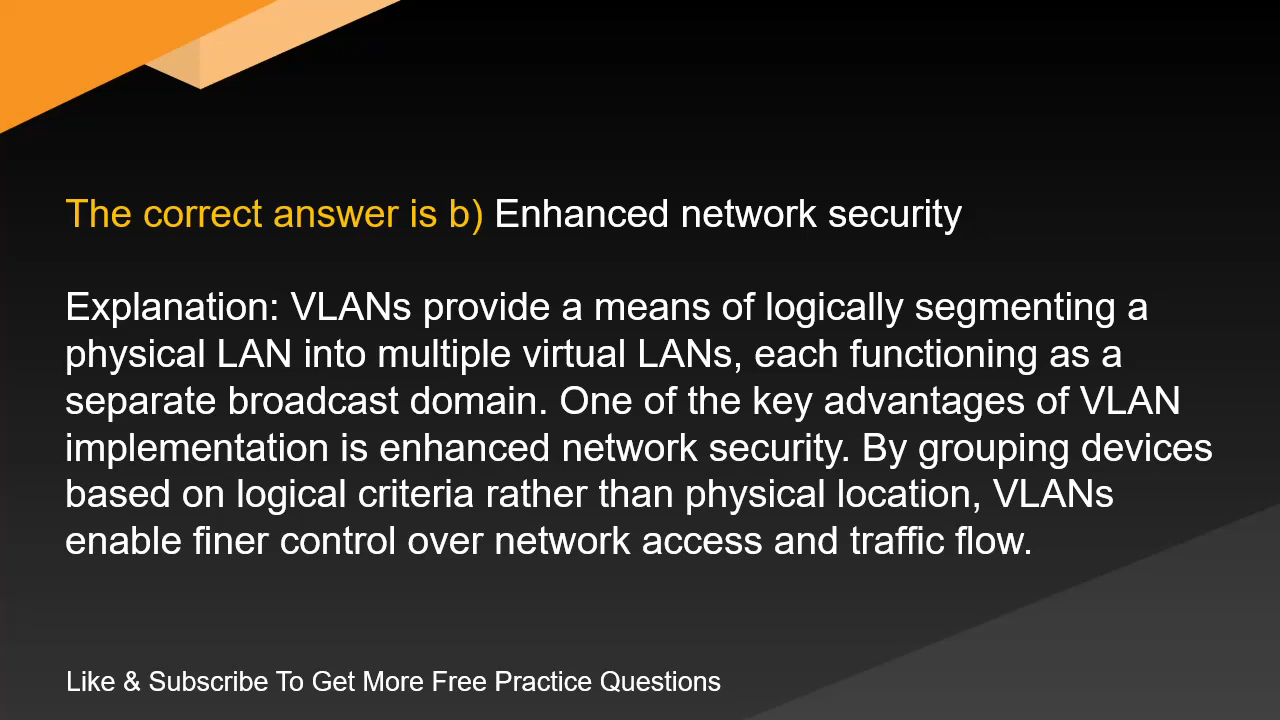 The correct answer is b) Enhanced network security
Explanation: VLANs provide a means of logically segmenting a
physical LAN into multiple virtual LANs, each functioning as a
separate broadcast domain. One of the key advantages of VLAN
implementation is enhanced network security. By grouping devices
based on logical criteria rather than physical location, VLANs
enable finer control over network access and traffic flow.
Like & Subscribe To Get More Free Practice Questions